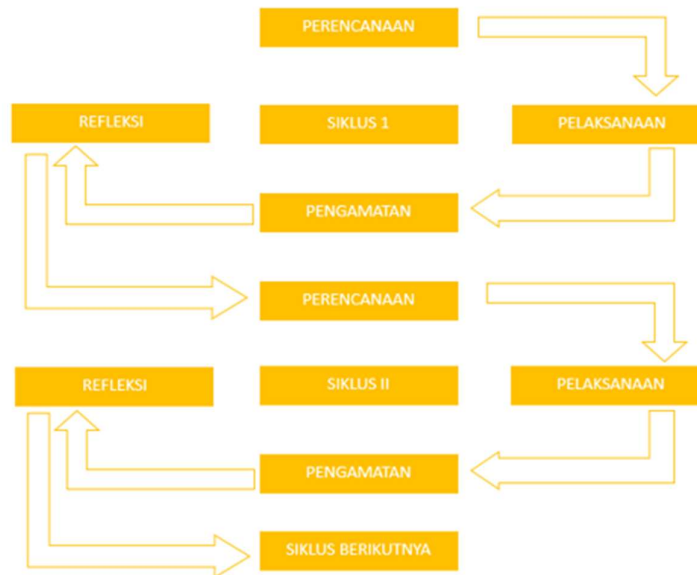 PERENCANAAN
REFLEKSI
SIKLUS 1
PELAKSANAAN
PENGAMATAN
PERENCANAAN
REFLEKSI
SIKLUS II
PELAKSANAAN
PENGAMATAN
SIKLUS BERIKUTNYA